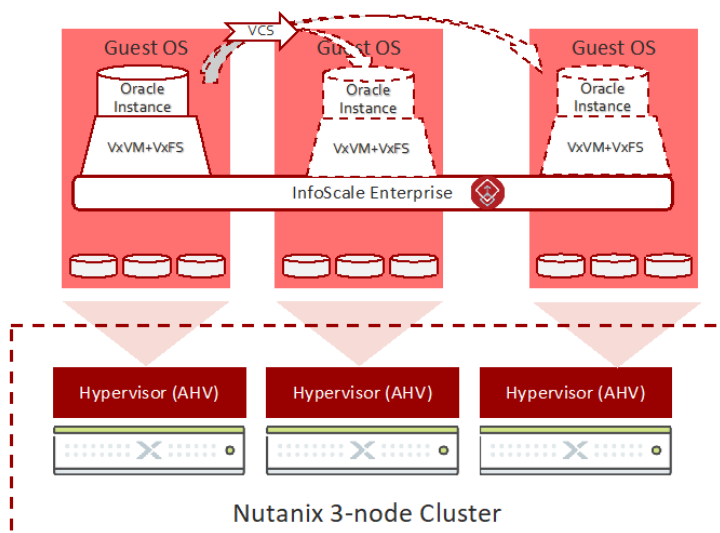 VCS
Guest OS
Guest OS
Guest OS
Oracle
Instance
Oracle
Instance
Oracle
Instance
VxVM+VxFS
VxVM+VxFS
VxVM+VxFS
InfoScale Enterprise
Hypervisor (AHV)
Hypervisor (AHV)
Hypervisor (AHV)
Nutanix 3-node Cluster